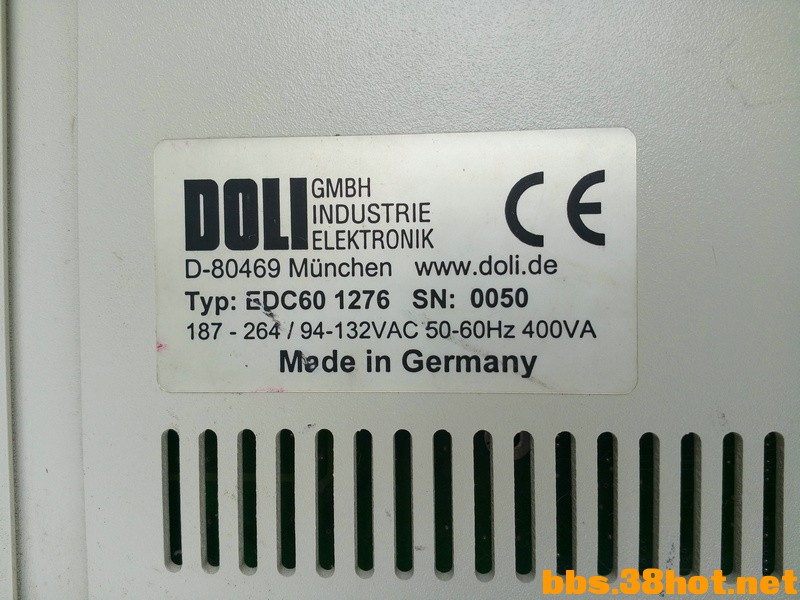 DOLI GMBH
INDUSTRIE
ELEKTRONIK
CE
D-80469 München www.doli.de
Typ: EDC60 1276 SN: 0050
187 - 264 / 94-132VAC 50-60Hz 400VA
Made in Germany
bbs.38hot.net